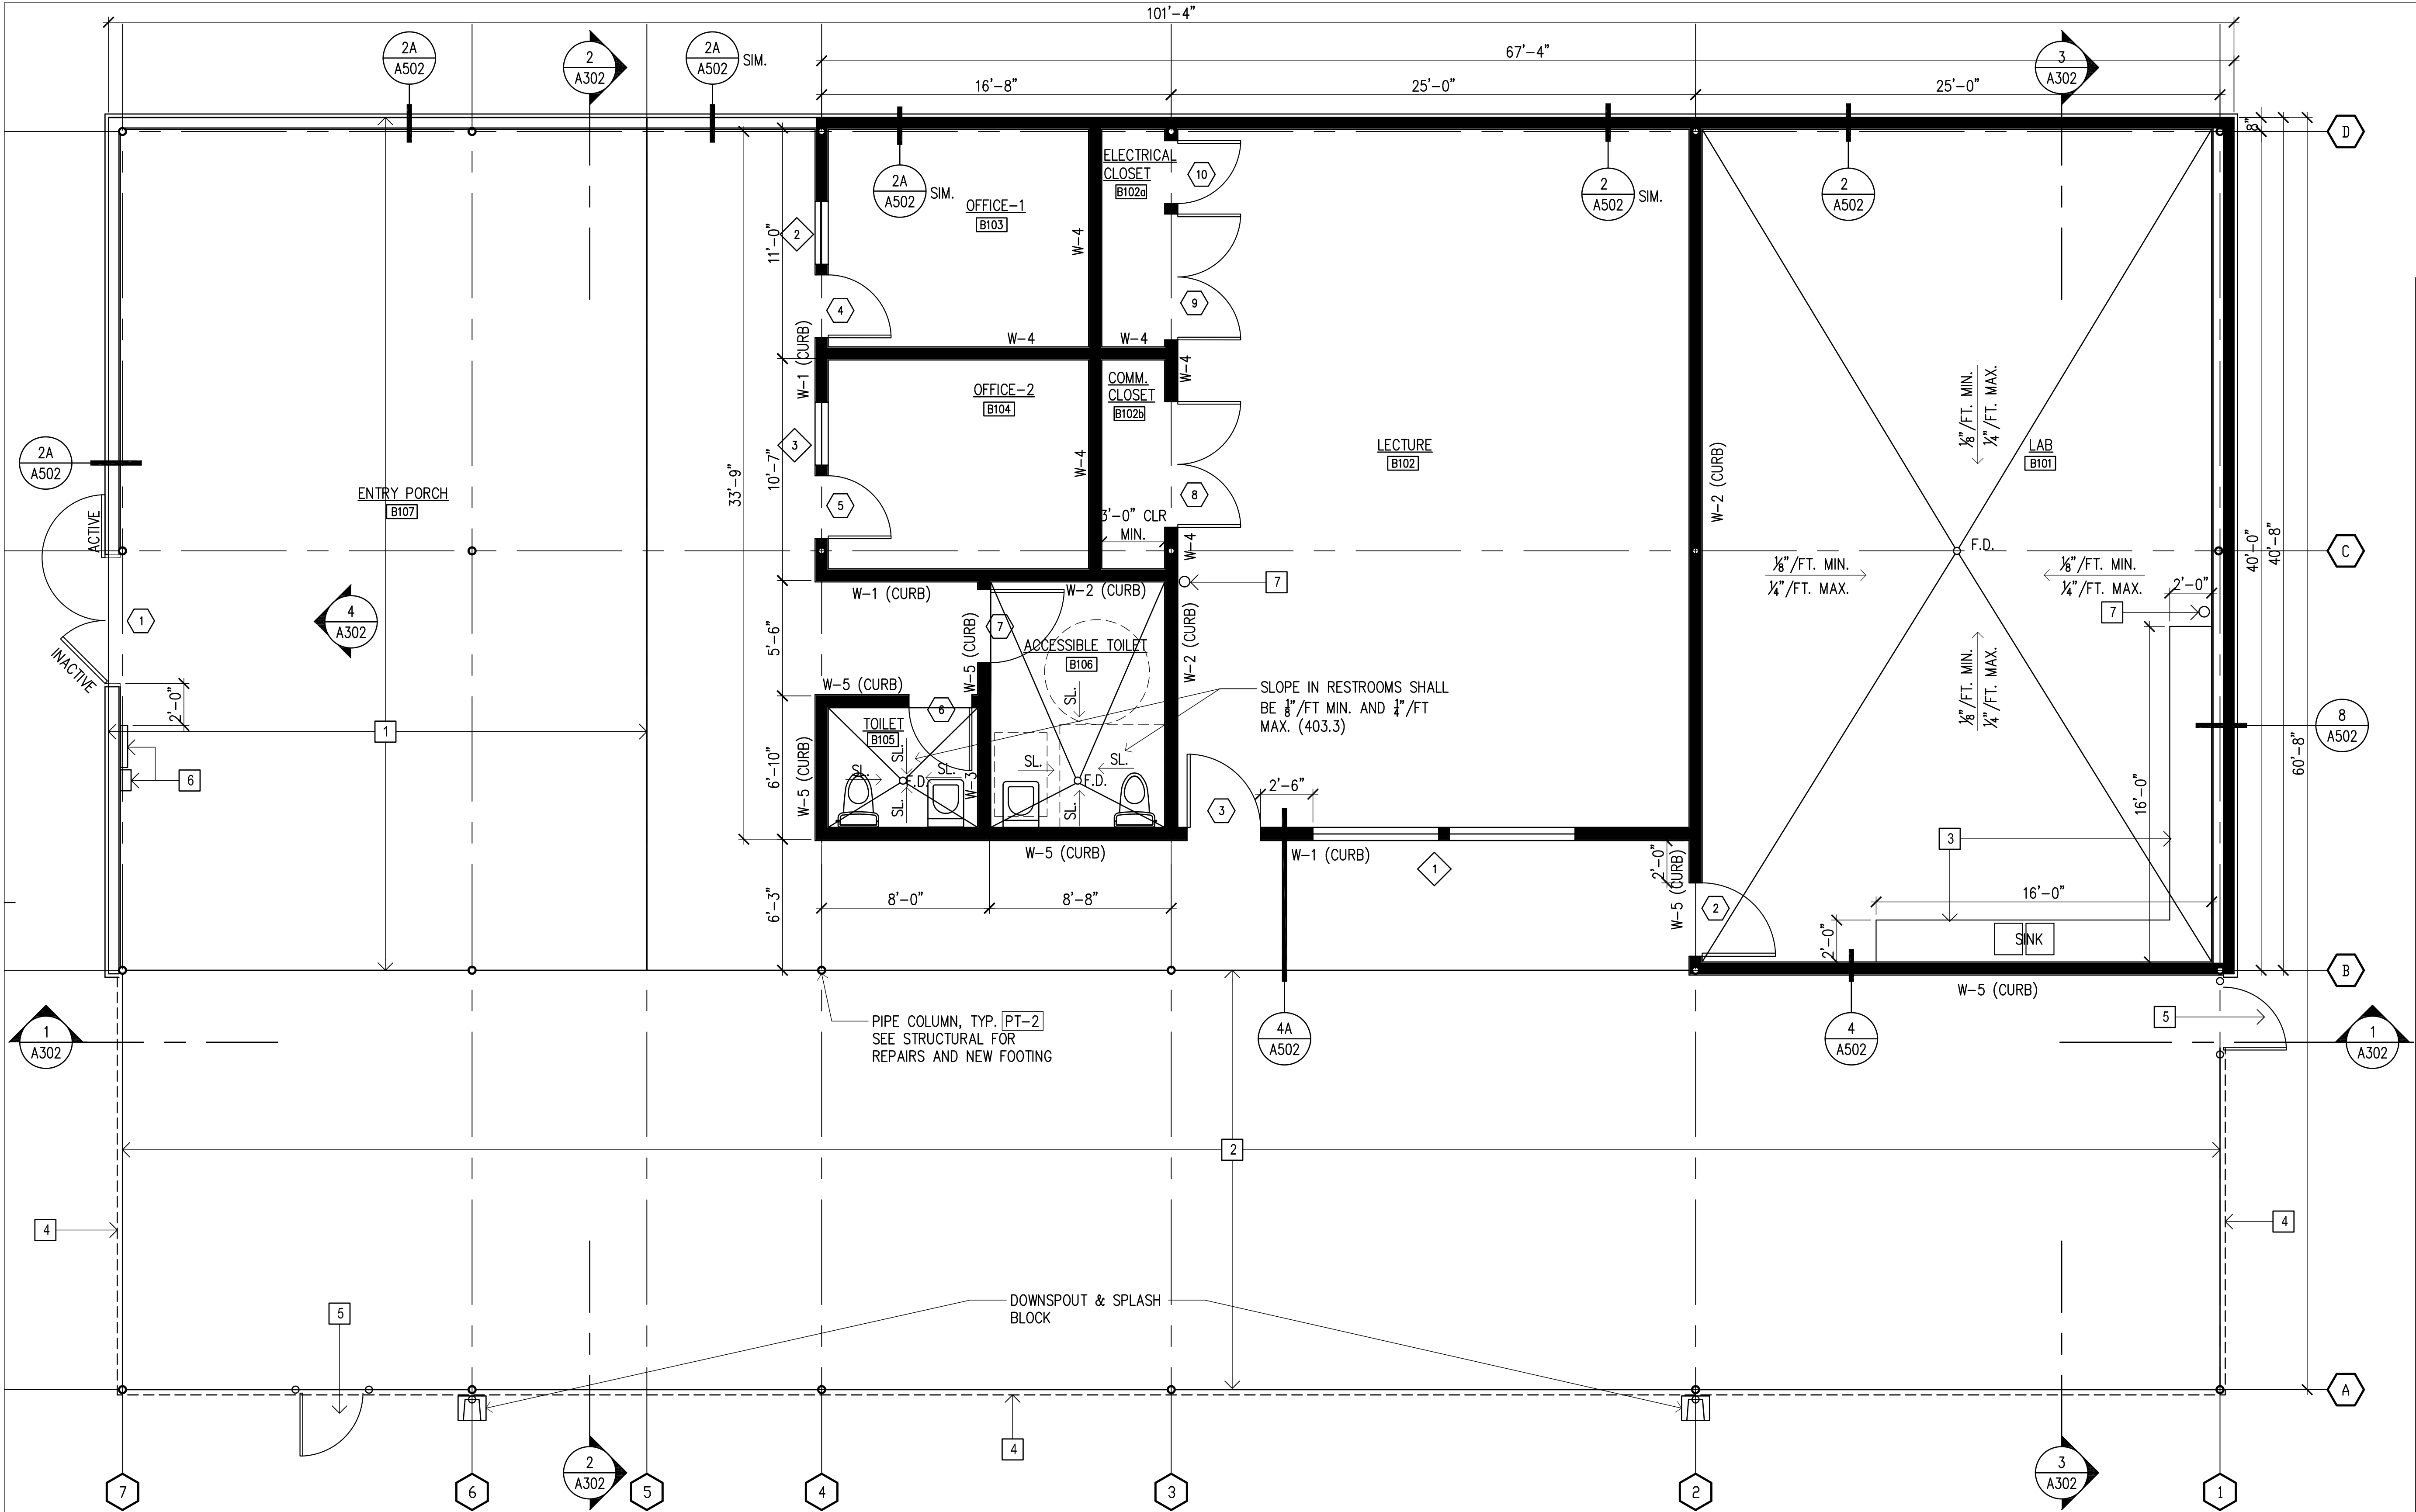 101'-4"
67'-4"
16'-8"
25'-0"
25'-0"
2A
A502
2
A302
2A
A502
SIM.
3
A302
8"
D
2A
A502
SIM.
2
A502
SIM.
2
A502
ELECTRICAL
CLOSET
B102a
10
OFFICE-1
B103
W-4
2
11'-0"
4
9
W-4
W-4
W-1 (CURB)
W-4
OFFICE-2
B104
COMM.
CLOSET
B102b
W-4
3
10'-7"
33'-9"
5
8
3'-0" CLR
MIN.
W-4
LECTURE
B102
W-2 (CURB)
LAB
B101
1/8"/FT. MIN.
1/4"/FT. MAX.
2A
A502
ENTRY PORCH
B107
ACTIVE
1
INACTIVE
4
A302
F.D.
1/8"/FT. MIN.
1/4"/FT. MAX.
1/8"/FT. MIN.
1/4"/FT. MAX.
C
40'-0"
40'-8"
60'-8"
2'-0"
7
7
W-1 (CURB)
W-2 (CURB)
5'-6"
W-5 (CURB)
7
ACCESSIBLE TOILET
B106
W-2 (CURB)
1/8"/FT. MIN.
1/4"/FT. MAX.
W-5 (CURB)
SL.
SLOPE IN RESTROOMS SHALL
BE 1/8"/FT MIN. AND 1/4"/FT
MAX. (403.3)
2'-0"
1
6
TOILET
B105
6
SL.
SL.
SL.
F.D.
SL.
W-3
W-5 (CURB)
6'-10"
SL.
SL.
F.D.
SL.
3
2'-6"
16'-0"
8
A502
3
W-5 (CURB)
W-1 (CURB)
1
2'-0"
W-5 (CURB)
2
6'-3"
8'-0"
8'-8"
16'-0"
2'-0"
SINK
B
W-5 (CURB)
PIPE COLUMN, TYP. PT-2
SEE STRUCTURAL FOR
REPAIRS AND NEW FOOTING
4A
A502
4
A502
5
1
A302
1
A302
2
4
4
DOWNSPOUT & SPLASH
BLOCK
5
A
4
2
A302
3
A302
7
6
5
4
3
2
1